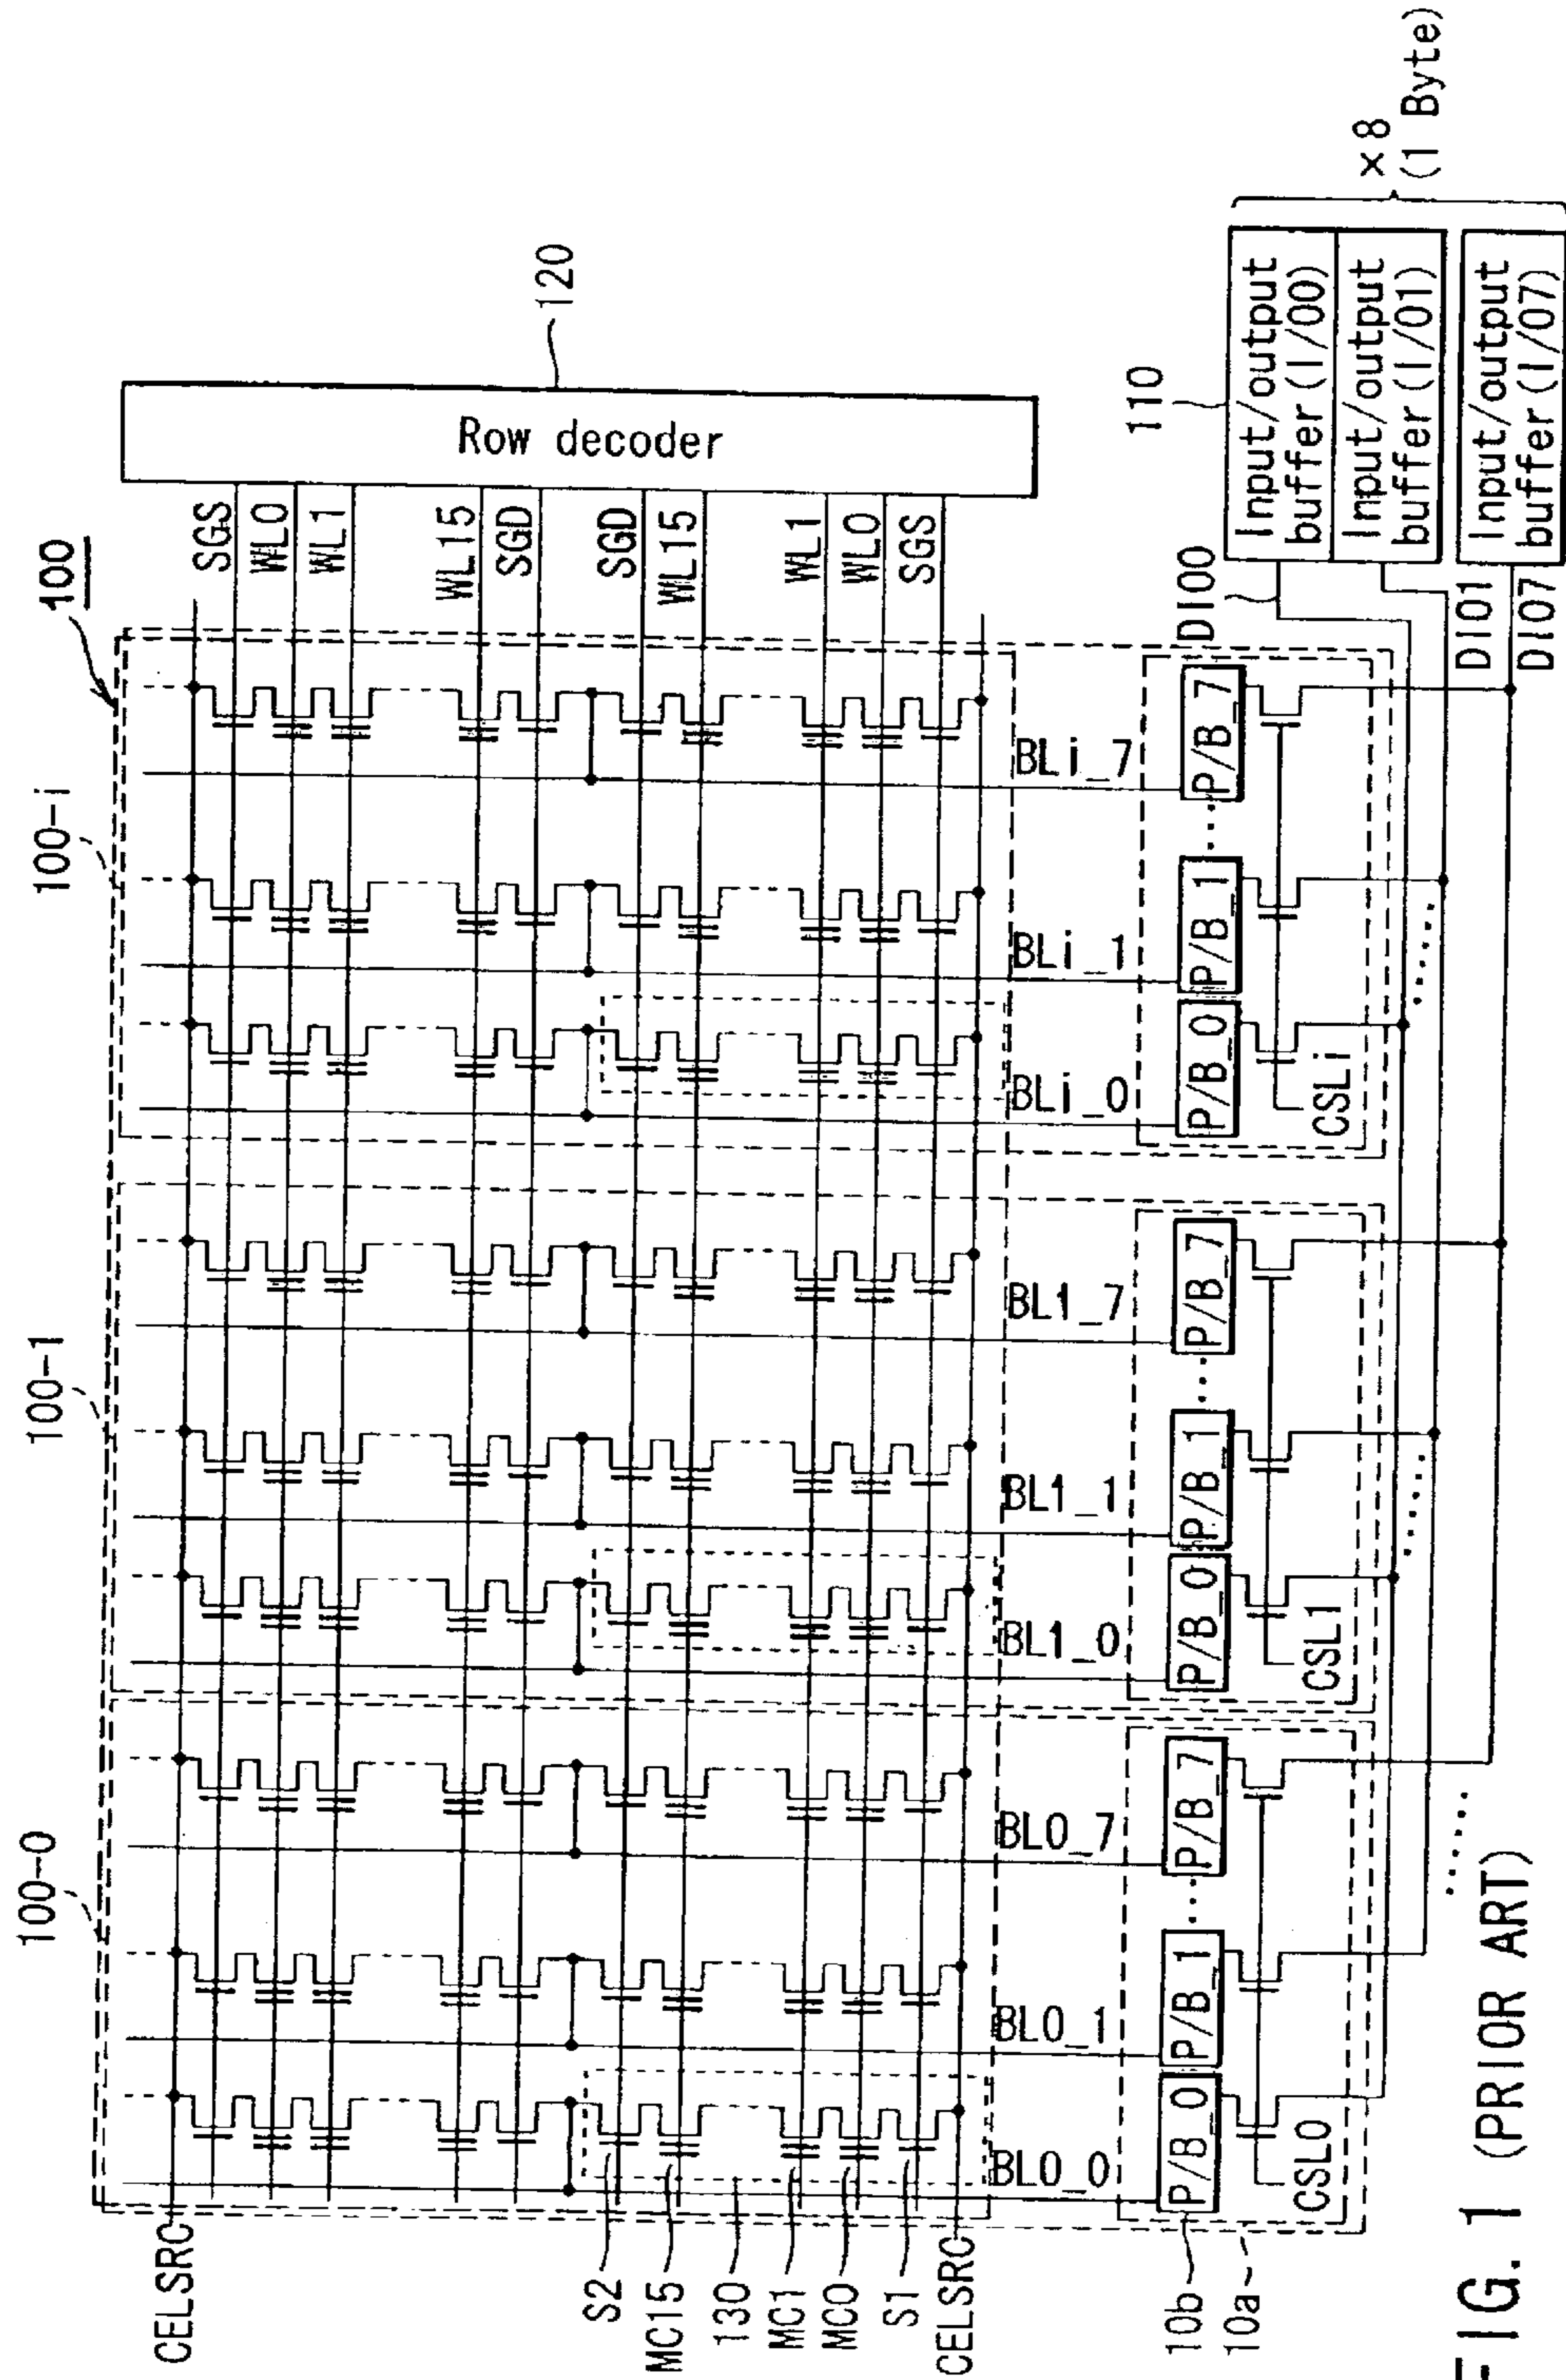 100-0
100-1
100-i
100
CELSRC
SGS
WL0
WL1
WL15
SGD
SGD
WL15
WL1
WL0
SGS
Row decoder
120
S2
MC15
130
MC1
MC0
S1
CELSRC
BL0_0
BL0_1
BL0_7
BL1_0
BL1_1
BL1_7
BLi_0
BLi_1
BLi_7
10b
10a
P/B_0
P/B_1
...
P/B_7
CSL0
P/B_0
P/B_1
...
P/B_7
CSL1
P/B_0
P/B_1
...
P/B_7
CSLi
DIO0
DIO1
DIO7
110
Input/output
buffer(I/O0)
Input/output
buffer(I/O1)
Input/output
buffer(I/O7)
×8
(1 Byte)
FIG. 1 (PRIOR ART)